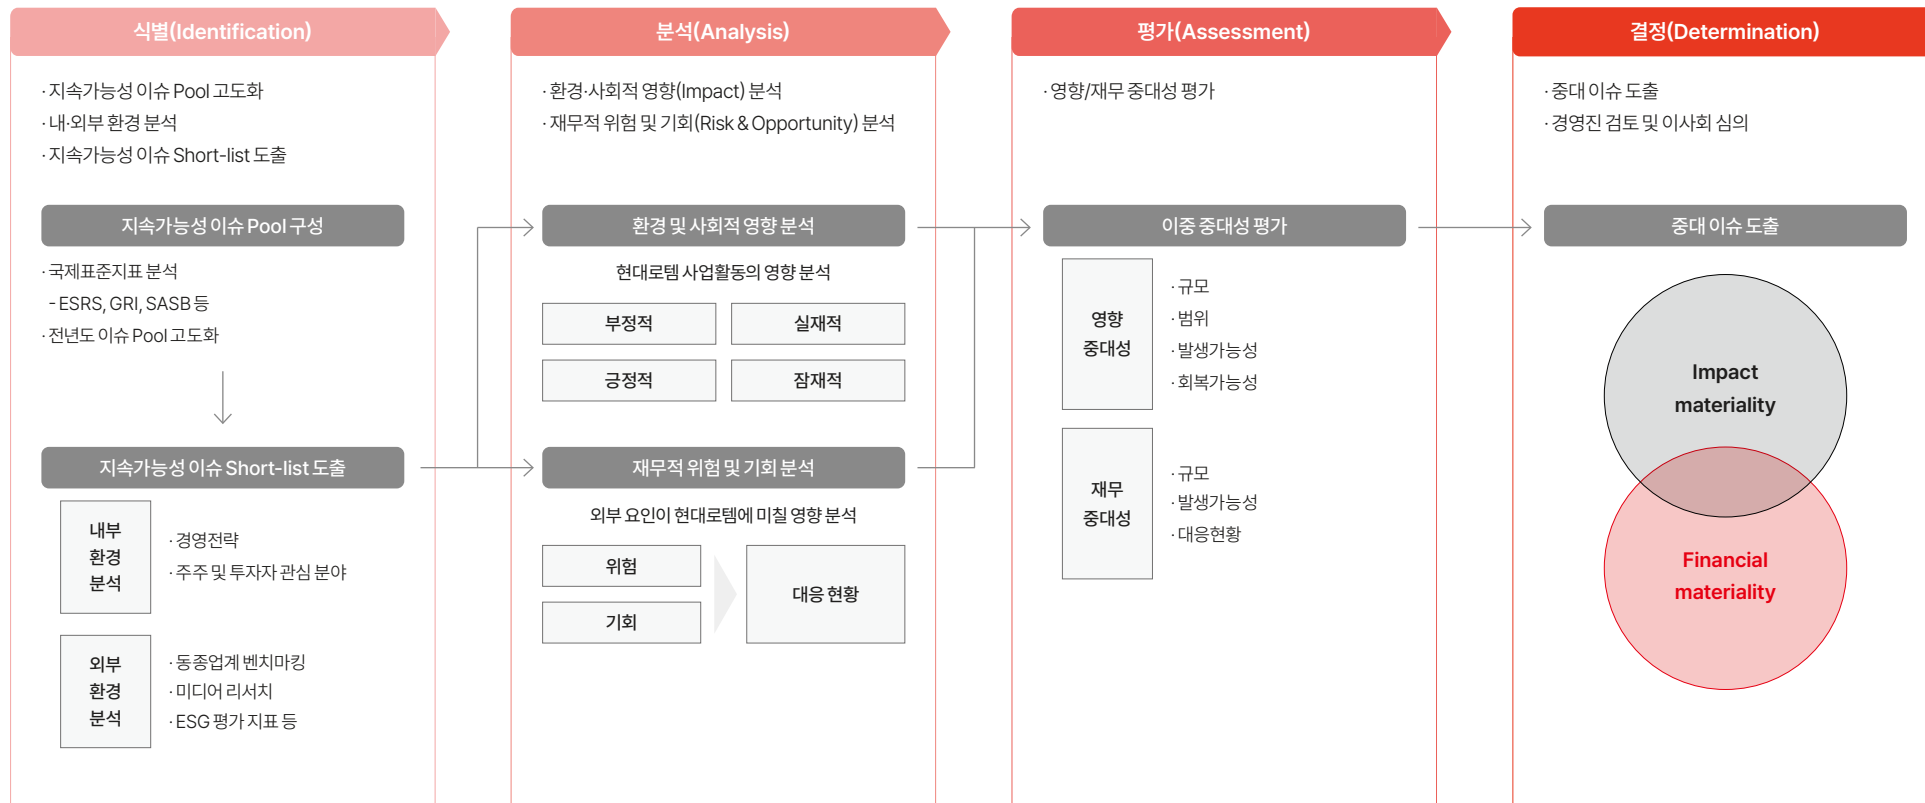 식별(Identification)
· 지속가능성 이슈 Pool 고도화
· 내·외부 환경 분석
· 지속가능성 이슈 Short-list 도출
지속가능성 이슈 Pool 구성
· 국제표준지표 분석
- ESRS, GRI, SASB 등
· 전년도 이슈 Pool 고도화
지속가능성 이슈 Short-list 도출
내부
환경
분석
· 경영전략
· 주주 및 투자자 관심 분야
외부
환경
분석
· 동종업계 벤치마킹
· 미디어 리서치
· ESG 평가 지표 등
분석(Analysis)
· 환경·사회적 영향(Impact) 분석
· 재무적 위험 및 기회(Risk & Opportunity) 분석
환경 및 사회적 영향 분석
현대로템 사업활동의 영향 분석
부정적
실재적
긍정적
잠재적
재무적 위험 및 기회 분석
외부 요인이 현대로템에 미칠 영향 분석
위험
기회
대응 현황
평가(Assessment)
· 영향/재무 중대성 평가
이중 중대성 평가
영향
중대성
· 규모
· 범위
· 발생가능성
· 회복가능성
재무
중대성
· 규모
· 발생가능성
· 대응현황
결정(Determination)
· 중대 이슈 도출
· 경영진 검토 및 이사회 심의
중대 이슈 도출
Impact
materiality
Financial
materiality